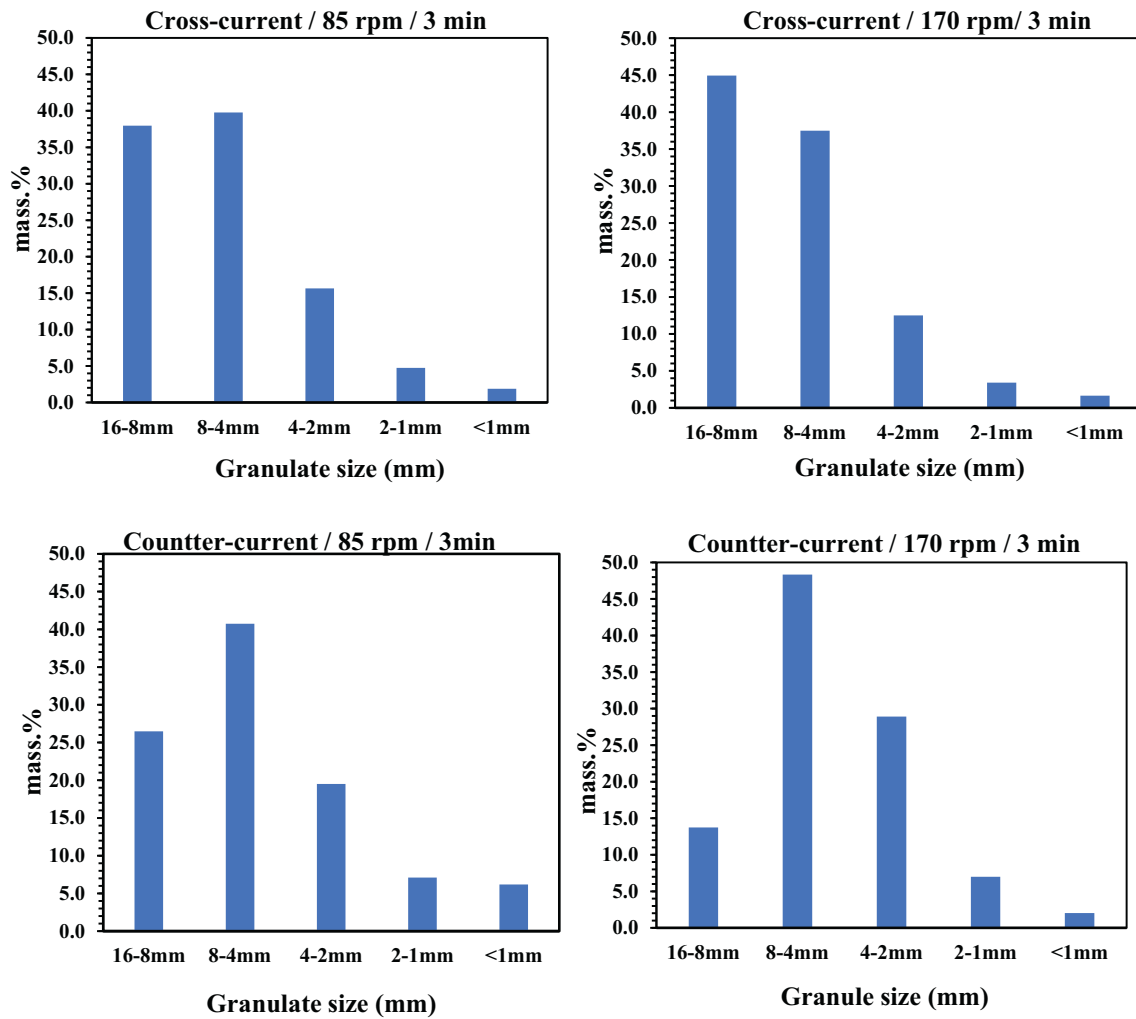 Cross-current / 85 rpm / 3 min
50.0
45.0
40.0
35.0
30.0
25.0
20.0
15.0
10.0
5.0
0.0
mass.%
16-8mm 8-4mm 4-2mm 2-1mm <1mm
Granulate size (mm)
Cross-current / 170 rpm/ 3 min
50.0
45.0
40.0
35.0
30.0
25.0
20.0
15.0
10.0
5.0
0.0
mass.%
16-8mm 8-4mm 4-2mm 2-1mm <1mm
Granulate size (mm)
Countter-current / 85 rpm / 3min
50.0
45.0
40.0
35.0
30.0
25.0
20.0
15.0
10.0
5.0
0.0
mass.%
16-8mm 8-4mm 4-2mm 2-1mm <1mm
Granulate size (mm)
Countter-current / 170 rpm / 3 min
50.0
45.0
40.0
35.0
30.0
25.0
20.0
15.0
10.0
5.0
0.0
mass.%
16-8mm 8-4mm 4-2mm 2-1mm <1mm
Granule size (mm)